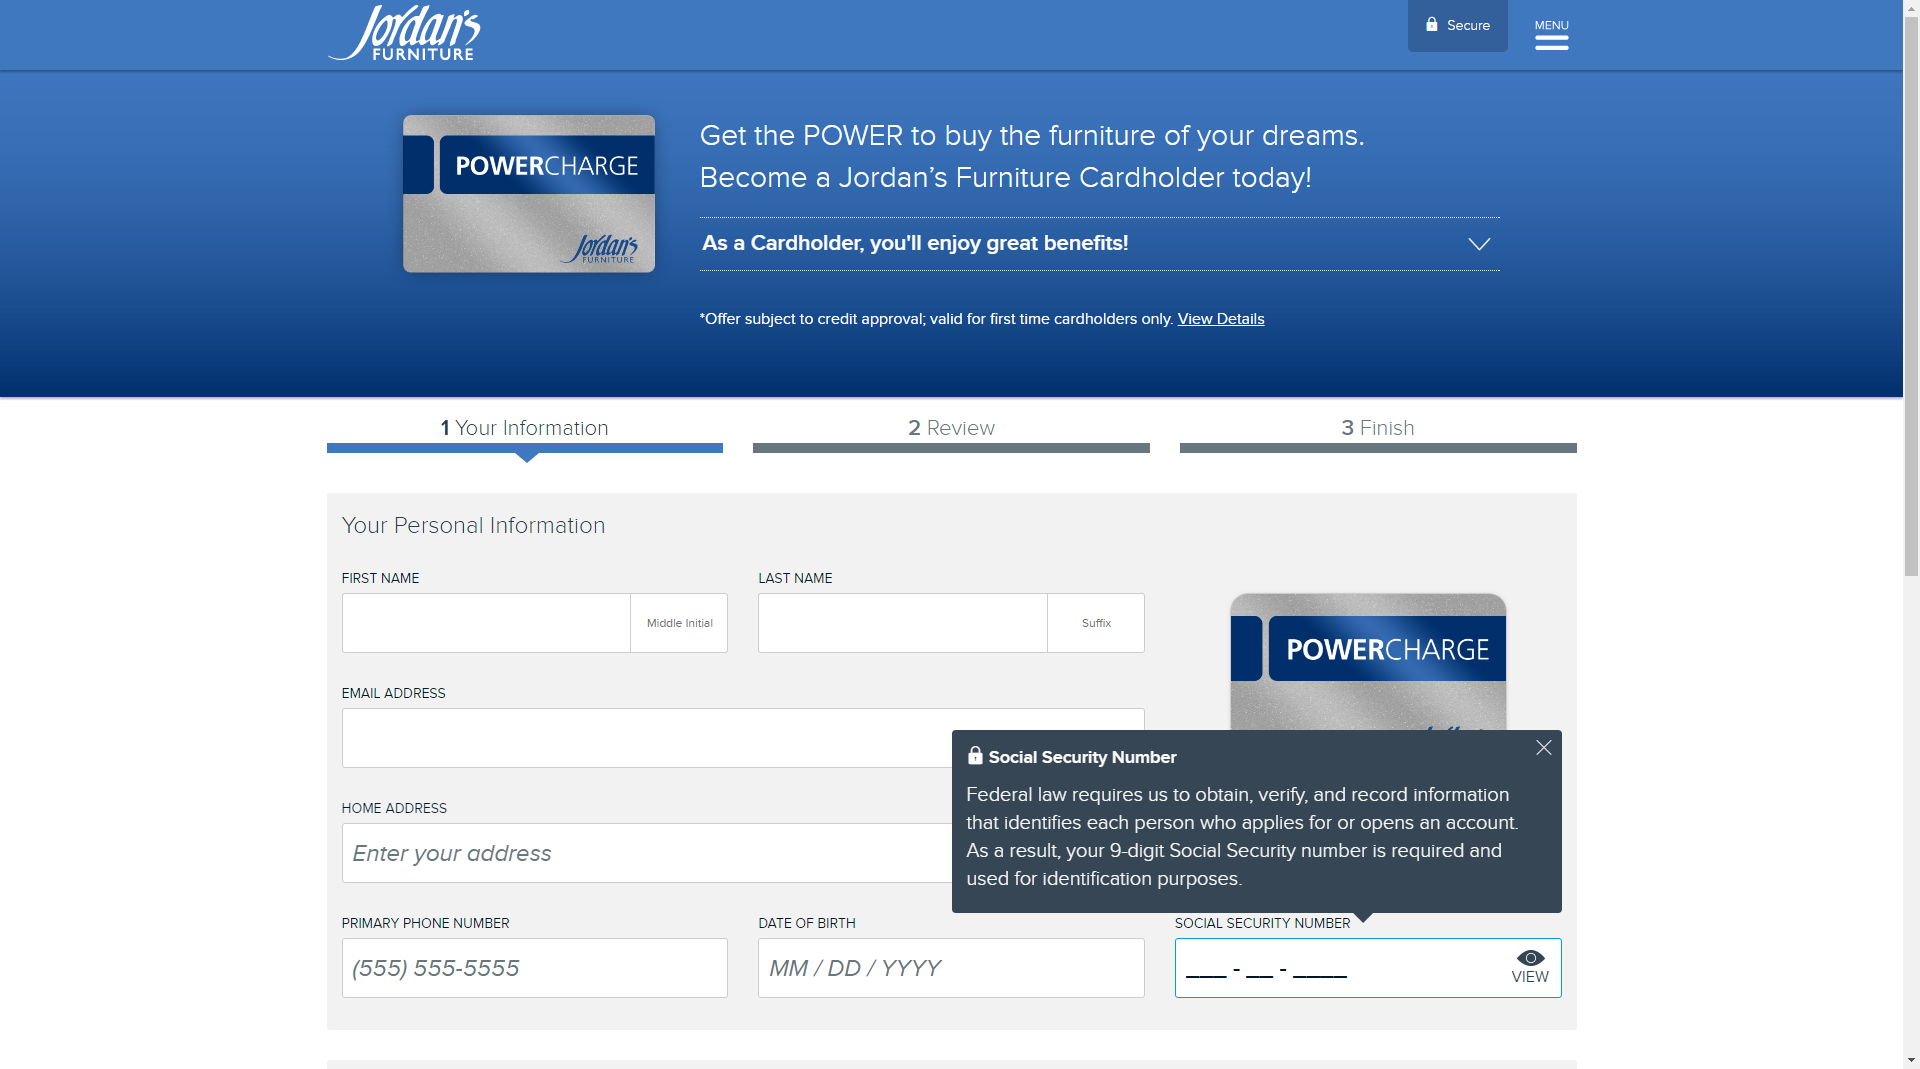 Jordan's
FURNITURE
Secure
MENU
POWERCHARGE
Jordan's
FURNITURE
Get the POWER to buy the furniture of your dreams.
Become a Jordan’s Furniture Cardholder today!
As a Cardholder, you'll enjoy great benefits!
*Offer subject to credit approval; valid for first time cardholders only. View Details
1 Your Information
2 Review
3 Finish
Your Personal Information
FIRST NAME
LAST NAME
Middle Initial
Suffix
POWERCHARGE
EMAIL ADDRESS
Social Security Number
Federal law requires us to obtain, verify, and record information
that identifies each person who applies for or opens an account.
As a result, your 9-digit Social Security number is required and
used for identification purposes.
HOME ADDRESS
Enter your address
PRIMARY PHONE NUMBER
DATE OF BIRTH
SOCIAL SECURITY NUMBER
(555) 555-5555
MM / DD / YYYY
___ - __ - ____
VIEW